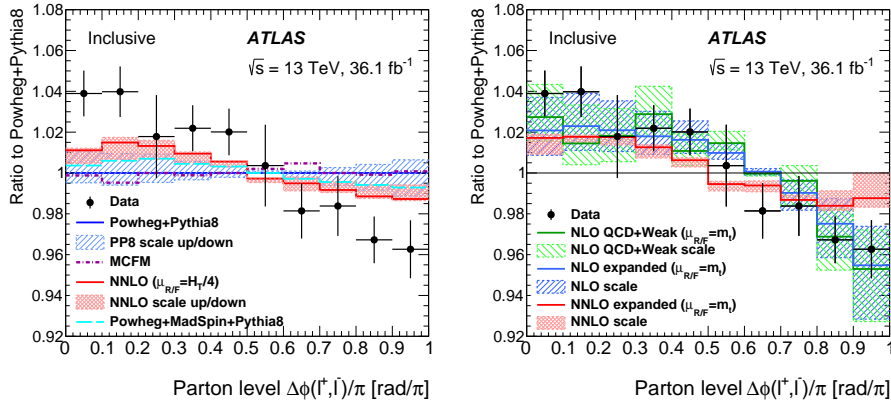 Ratio to Powheg+Pythia8
1.08
1.06
1.04
1.02
1
0.98
0.96
0.94
0.92
Inclusive ATLAS
√s = 13 TeV, 36.1 fb⁻¹
Data
Powheg+Pythia8
PP8 scale up/down
MCFM
NNLO (μR/F=HT/4)
NNLO scale up/down
Powheg+MadSpin+Pythia8
0 0.1 0.2 0.3 0.4 0.5 0.6 0.7 0.8 0.9 1
Parton level Δϕ(l⁺,l⁻)/π [rad/π]
Ratio to Powheg+Pythia8
1.08
1.06
1.04
1.02
1
0.98
0.96
0.94
0.92
Inclusive ATLAS
√s = 13 TeV, 36.1 fb⁻¹
Data
NLO QCD+Weak (μR/F=mt)
NLO QCD+Weak scale
NLO expanded (μR/F=mt)
NLO scale
NNLO expanded (μR/F=mt)
NNLO scale
0 0.1 0.2 0.3 0.4 0.5 0.6 0.7 0.8 0.9 1
Parton level Δϕ(l⁺,l⁻)/π [rad/π]